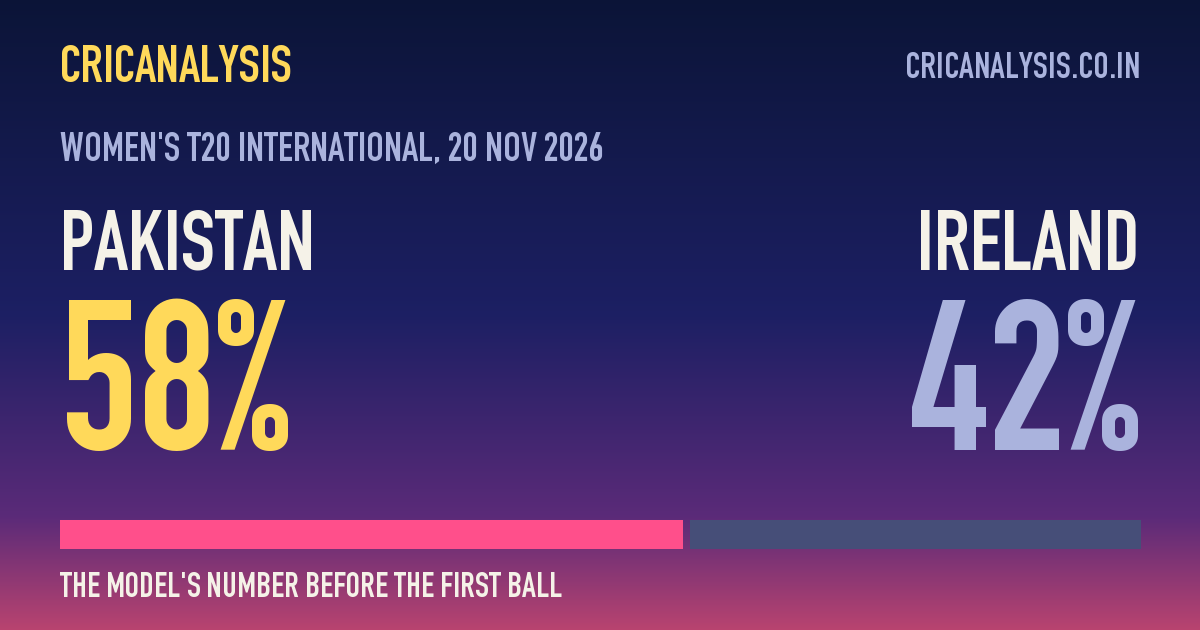 CRICANALYSIS
CRICANALYSIS.CO.IN
WOMEN'S T20 INTERNATIONAL, 20 NOV 2026
PAKISTAN
IRELAND
58%
42%
THE MODEL'S NUMBER BEFORE THE FIRST BALL